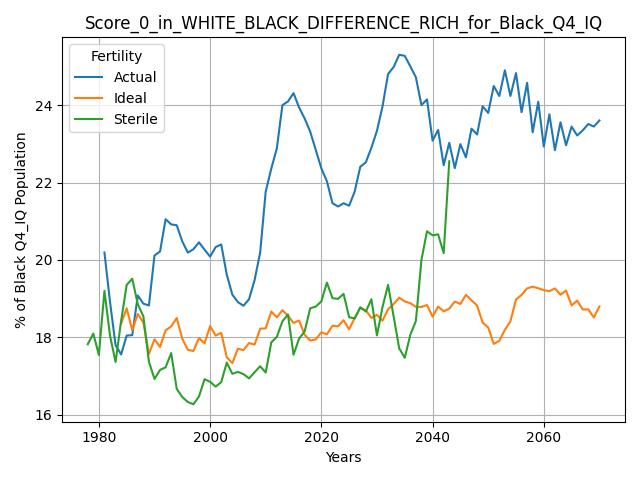 Score_0_in_WHITE_BLACK_DIFFERENCE_RICH_for_Black_Q4_IQ
Fertility
Actual
Ideal
Sterile
% of Black Q4_IQ Population
24
22
20
18
16
1980
2000
2020
2040
2060
Years